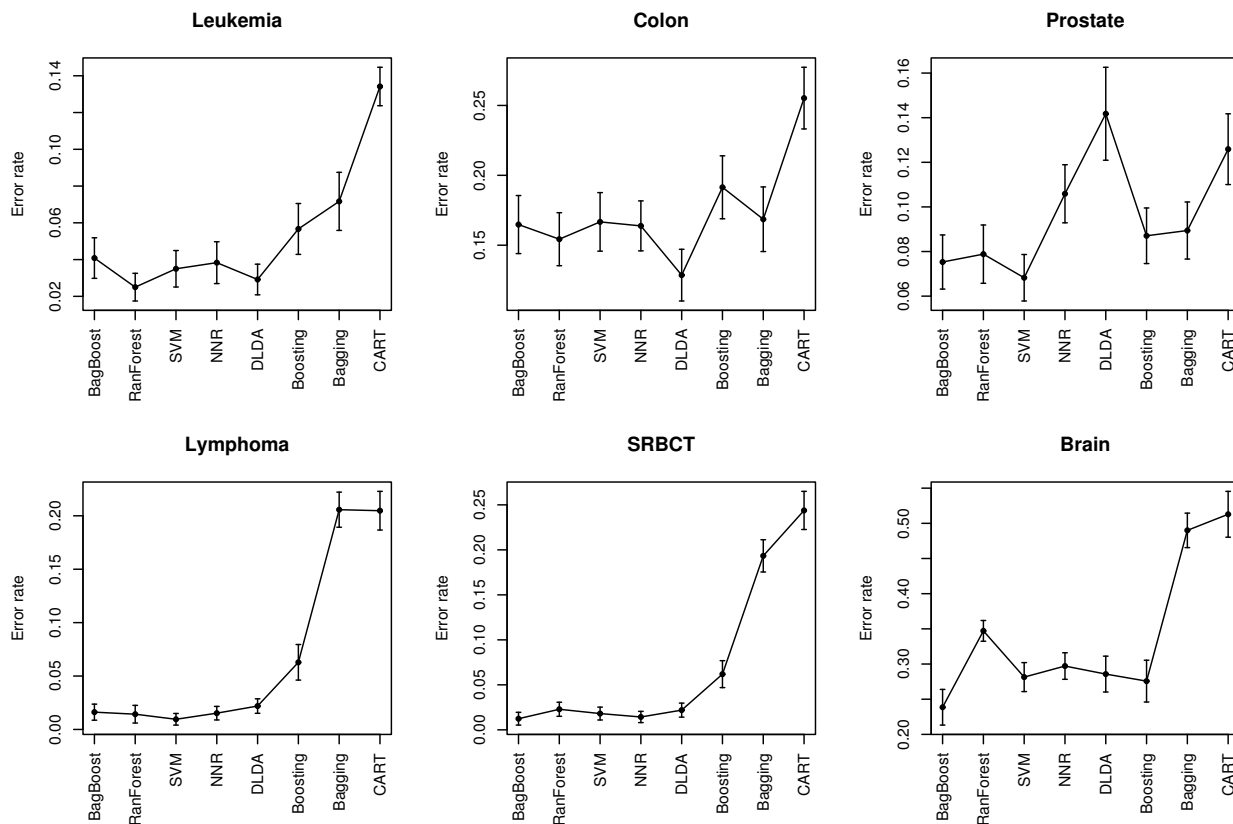 Leukemia
Error rate
0.02
0.06
0.10
0.14
BagBoost
RanForest
SVM
NNR
DLDA
Boosting
Bagging
CART
Colon
Error rate
0.15
0.20
0.25
BagBoost
RanForest
SVM
NNR
DLDA
Boosting
Bagging
CART
Prostate
Error rate
0.06
0.08
0.10
0.12
0.14
0.16
BagBoost
RanForest
SVM
NNR
DLDA
Boosting
Bagging
CART
Lymphoma
Error rate
0.00
0.05
0.10
0.15
0.20
BagBoost
RanForest
SVM
NNR
DLDA
Boosting
Bagging
CART
SRBCT
Error rate
0.00
0.05
0.10
0.15
0.20
0.25
BagBoost
RanForest
SVM
NNR
DLDA
Boosting
Bagging
CART
Brain
Error rate
0.20
0.30
0.40
0.50
BagBoost
RanForest
SVM
NNR
DLDA
Boosting
Bagging
CART